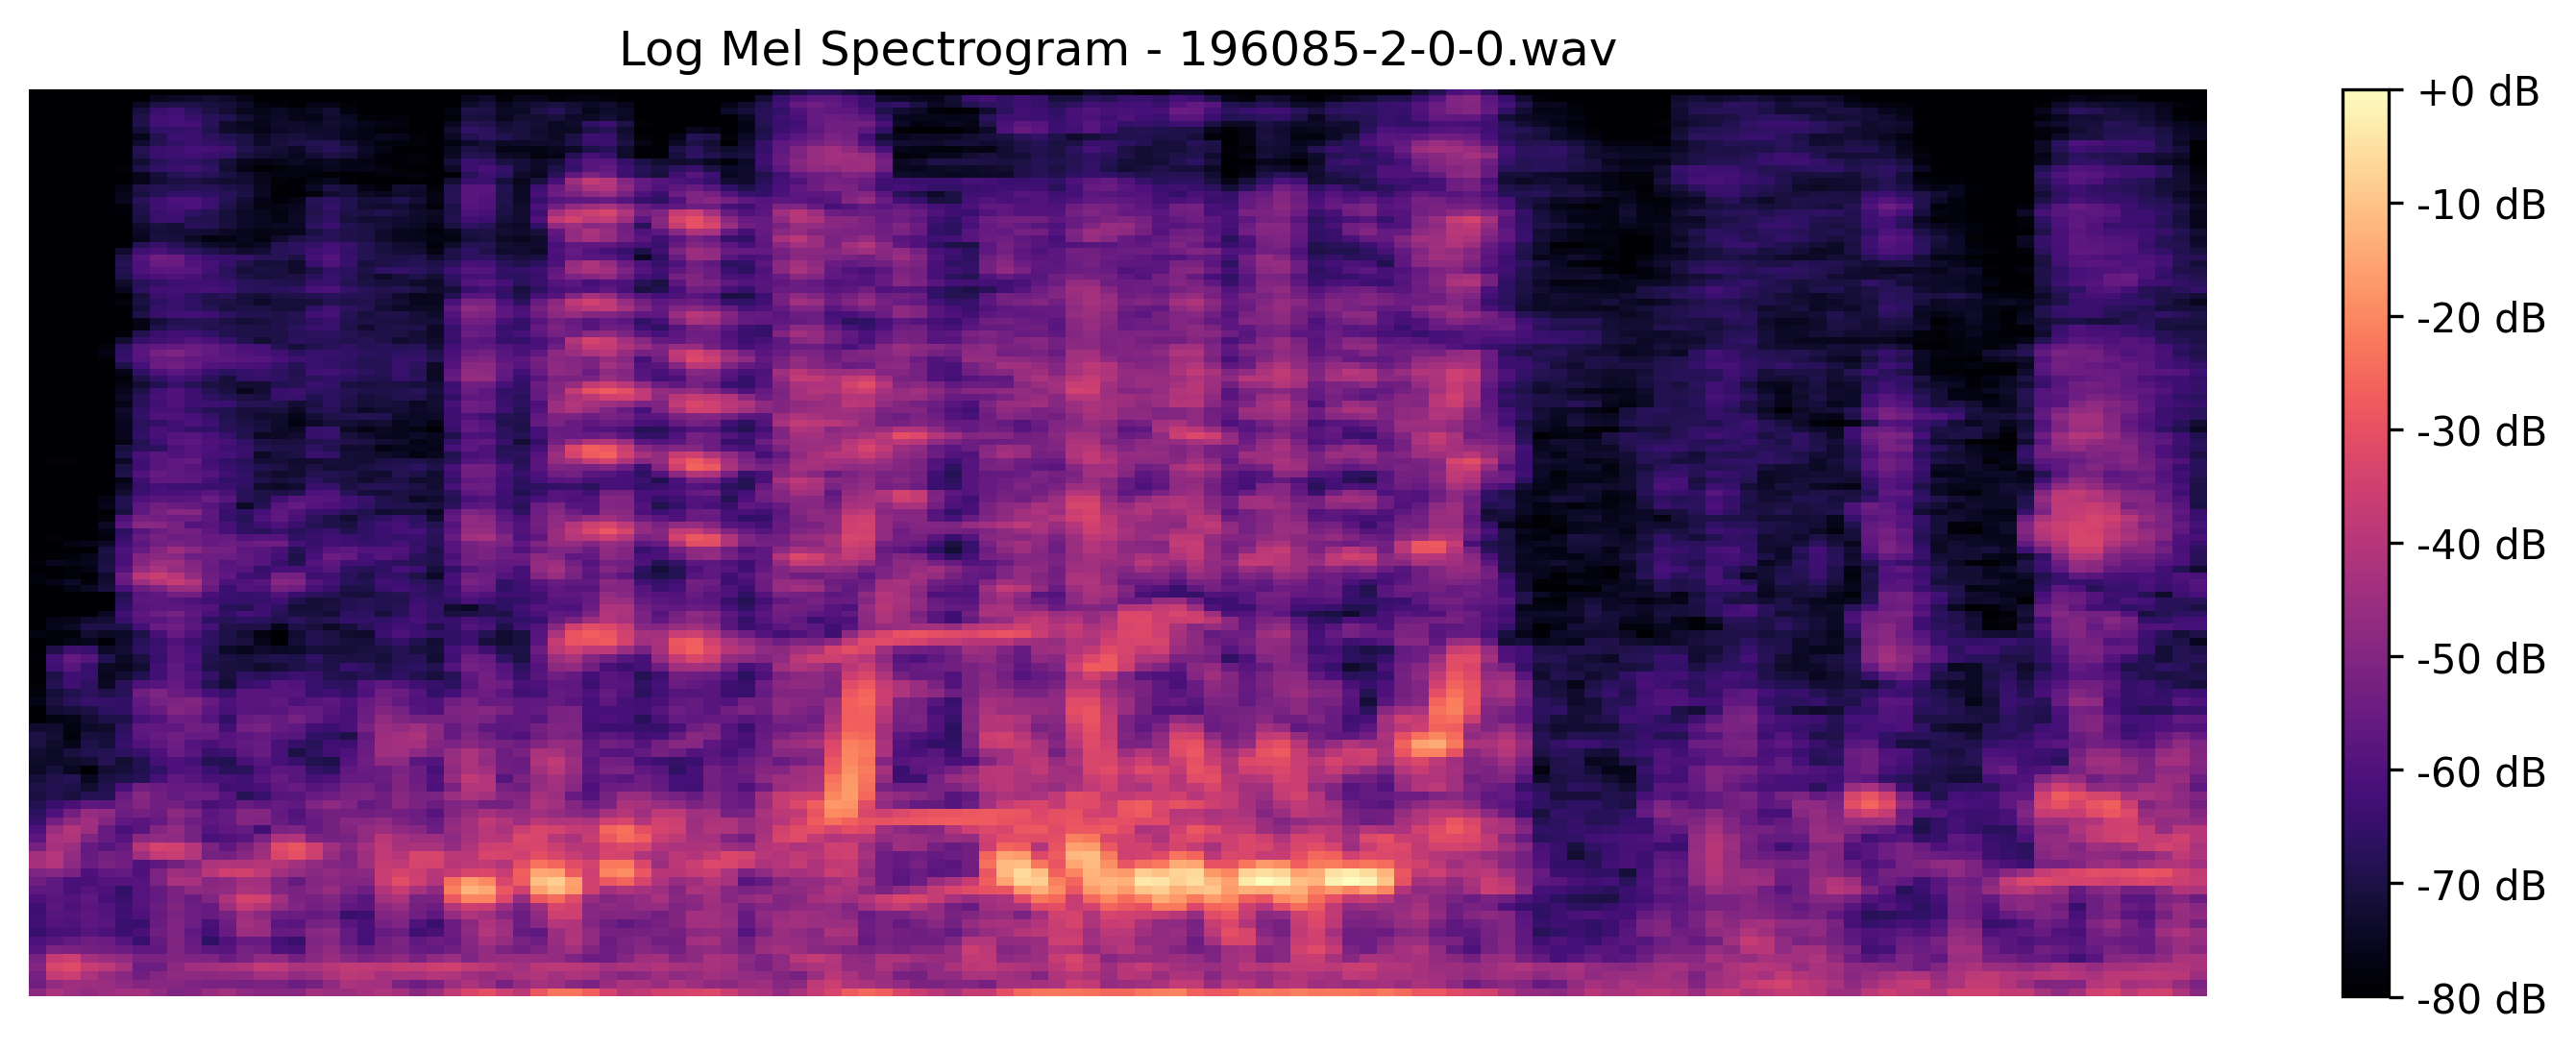 Log Mel Spectrogram - 196085-2-0-0.wav
+0 dB
-10 dB
-20 dB
-30 dB
-40 dB
-50 dB
-60 dB
-70 dB
-80 dB